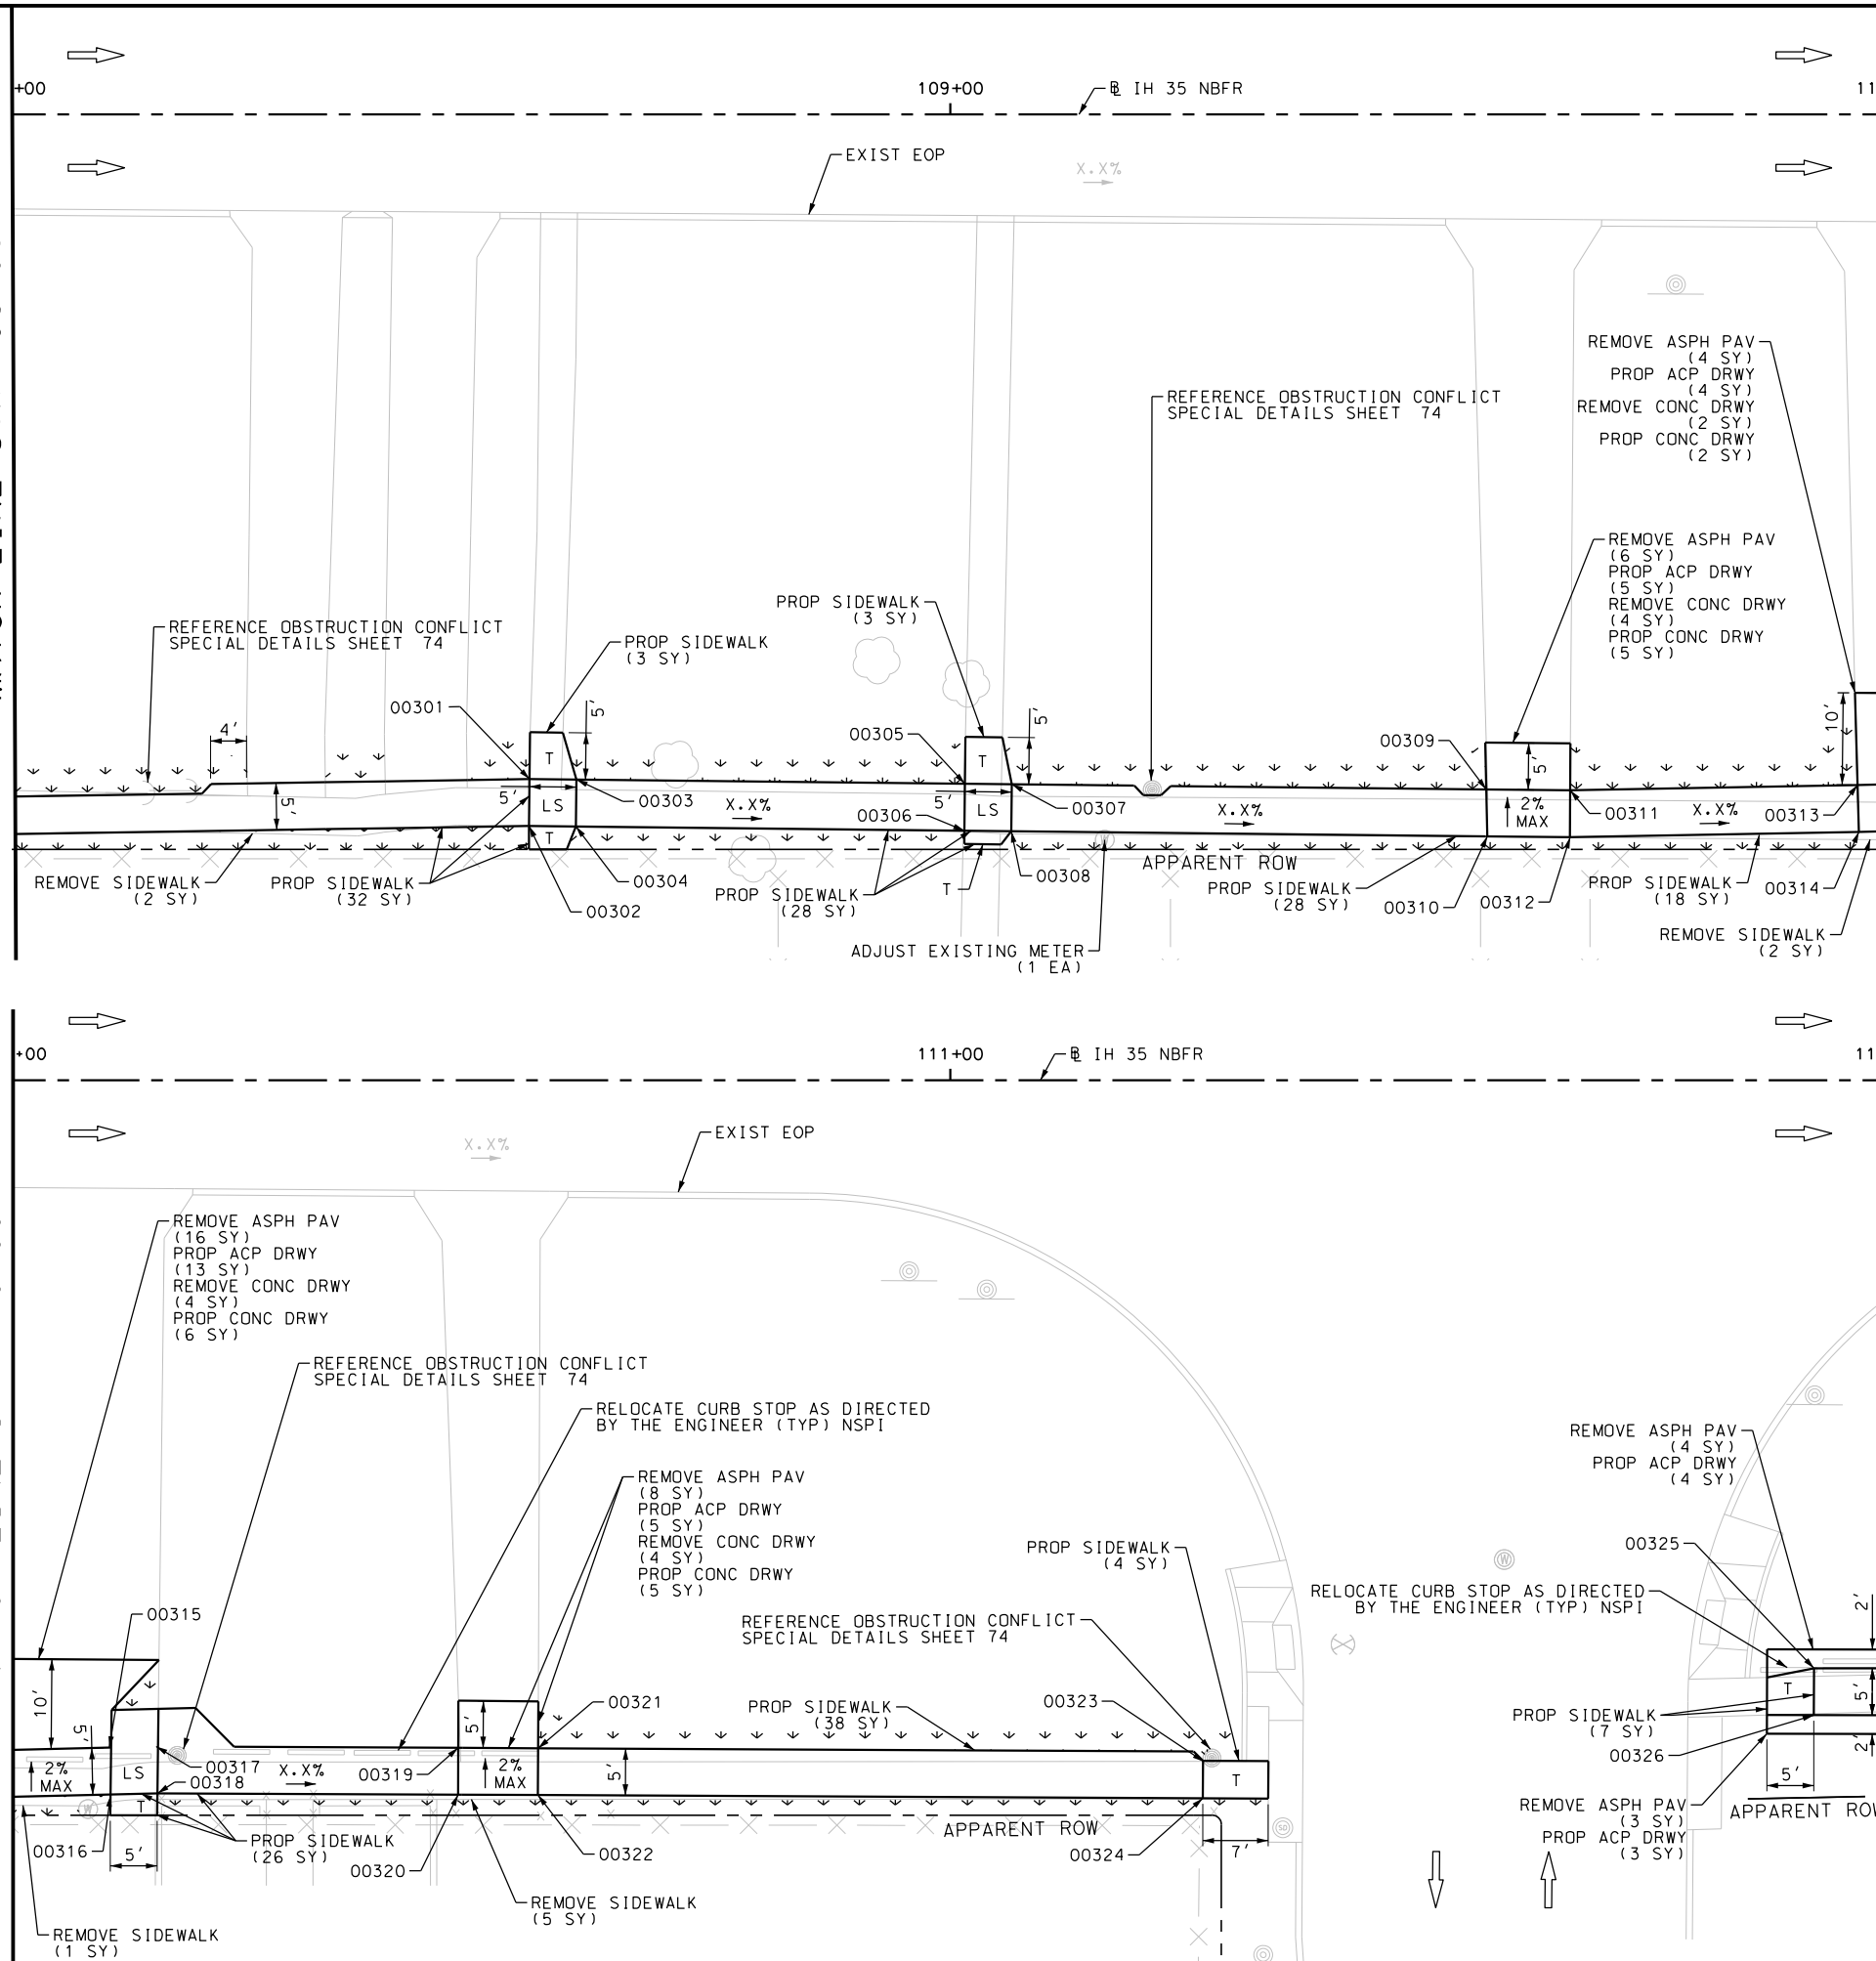 +00
109+00
℄ IH 35 NBFR
11
EXIST EOP
X.X%
REMOVE ASPH PAV
(4 SY)
PROP ACP DRWY
(4 SY)
REMOVE CONC DRWY
(2 SY)
PROP CONC DRWY
(2 SY)
REFERENCE OBSTRUCTION CONFLICT
SPECIAL DETAILS SHEET 74
REMOVE ASPH PAV
(6 SY)
PROP ACP DRWY
(5 SY)
REMOVE CONC DRWY
(4 SY)
PROP CONC DRWY
(5 SY)
PROP SIDEWALK
(3 SY)
REFERENCE OBSTRUCTION CONFLICT
SPECIAL DETAILS SHEET 74
PROP SIDEWALK
(3 SY)
00301
5'
5'
10'
4'
00305
00309
T
T
5'
5'
5'
LS
00303
X.X%
5'
LS
00307
00306
X.X%
2%
MAX
00311
X.X%
00313
T
APPARENT ROW
REMOVE SIDEWALK
(2 SY)
PROP SIDEWALK
(32 SY)
00304
00302
PROP SIDEWALK
(28 SY)
T
00308
PROP SIDEWALK
(28 SY)
00310
00312
PROP SIDEWALK
(18 SY)
00314
REMOVE SIDEWALK
(2 SY)
ADJUST EXISTING METER
(1 EA)
+00
111+00
℄ IH 35 NBFR
11
X.X%
EXIST EOP
REMOVE ASPH PAV
(16 SY)
PROP ACP DRWY
(13 SY)
REMOVE CONC DRWY
(4 SY)
PROP CONC DRWY
(6 SY)
REFERENCE OBSTRUCTION CONFLICT
SPECIAL DETAILS SHEET 74
RELOCATE CURB STOP AS DIRECTED
BY THE ENGINEER (TYP) NSPI
REMOVE ASPH PAV
(8 SY)
PROP ACP DRWY
(5 SY)
REMOVE CONC DRWY
(4 SY)
PROP CONC DRWY
(5 SY)
REMOVE ASPH PAV
(4 SY)
PROP ACP DRWY
(4 SY)
PROP SIDEWALK
(4 SY)
00325
W
RELOCATE CURB STOP AS DIRECTED
BY THE ENGINEER (TYP) NSPI
2'
00315
REFERENCE OBSTRUCTION CONFLICT
SPECIAL DETAILS SHEET 74
10'
5'
5'
00321
PROP SIDEWALK
(38 SY)
00323
T
5'
PROP SIDEWALK
(7 SY)
2'
00326
2%
MAX
LS
00317
00318
X.X%
00319
2%
MAX
5'
T
W
T
5'
00316
5'
PROP SIDEWALK
(26 SY)
00320
00322
APPARENT ROW
00324
7'
SD
REMOVE ASPH PAV
(3 SY)
PROP ACP DRWY
(3 SY)
APPARENT ROW
REMOVE SIDEWALK
(5 SY)
REMOVE SIDEWALK
(1 SY)